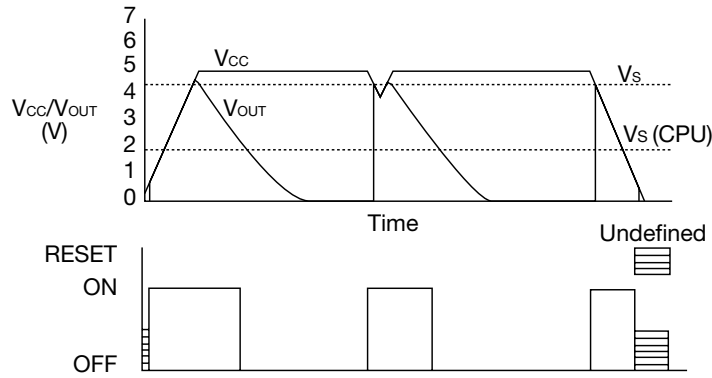 7
6
5
4
3
2
1
0
VCC/VOUT
(V)
VCC
VOUT
VS
VS (CPU)
Time
Undefined
RESET
ON
OFF